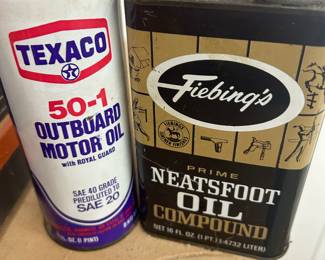 TEXACO
50-1
OUTBOARD
MOTOR OIL
with ROYAL GUARD
SAE 40 GRADE
PREDILUTED TO
SAE 20
Fiebing's
PRIME
NEATSFOOT
OIL
COMPOUND
NET 16 FL. OZ. (1 PT.) (.4732 LITER)